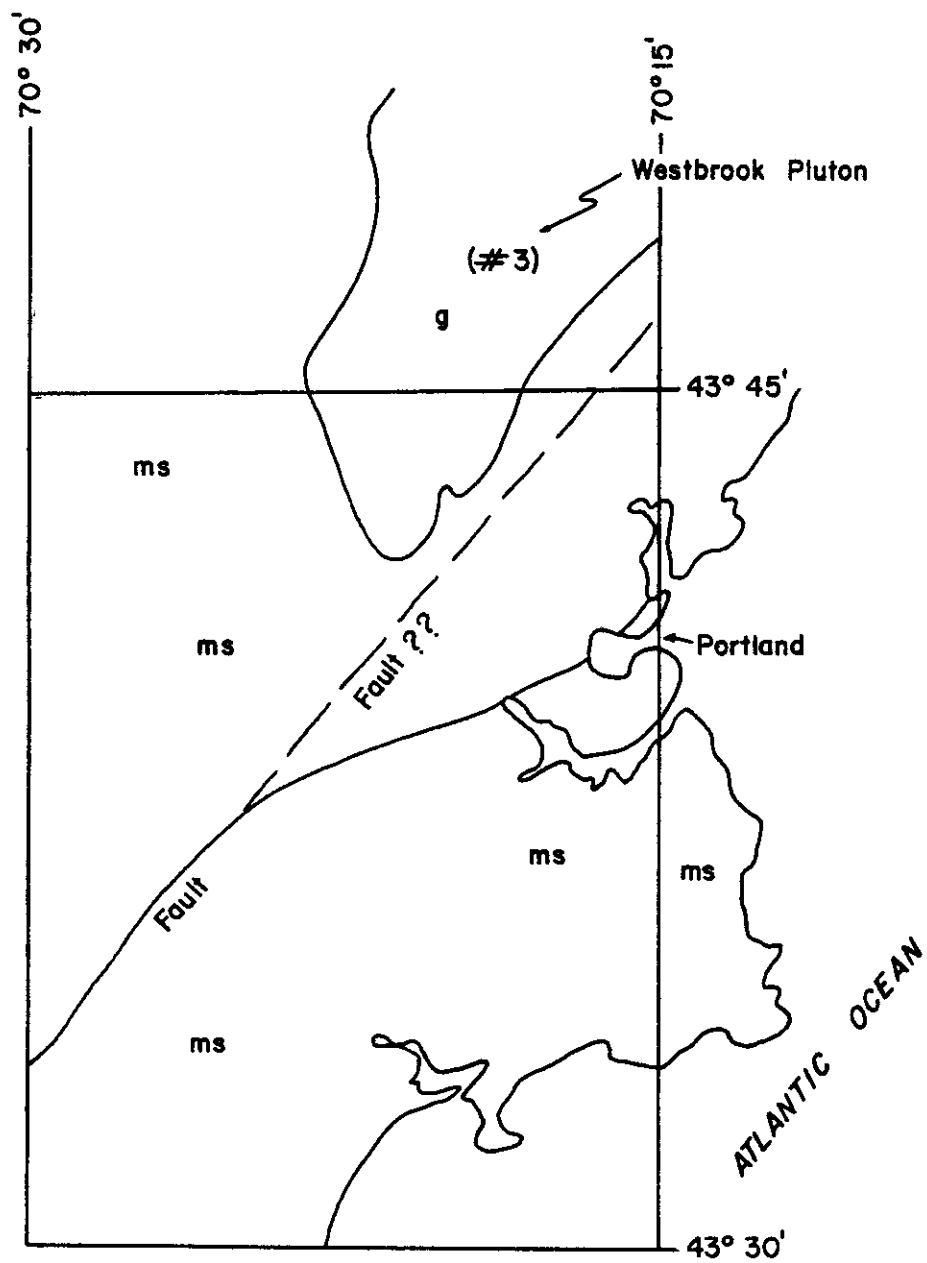 70° 30'
70° 15'
Westbrook Pluton
(#3)
g
43° 45'
ms
ms
Portland
Fault ??
ms
ms
Fault
ms
ATLANTIC OCEAN
43° 30'